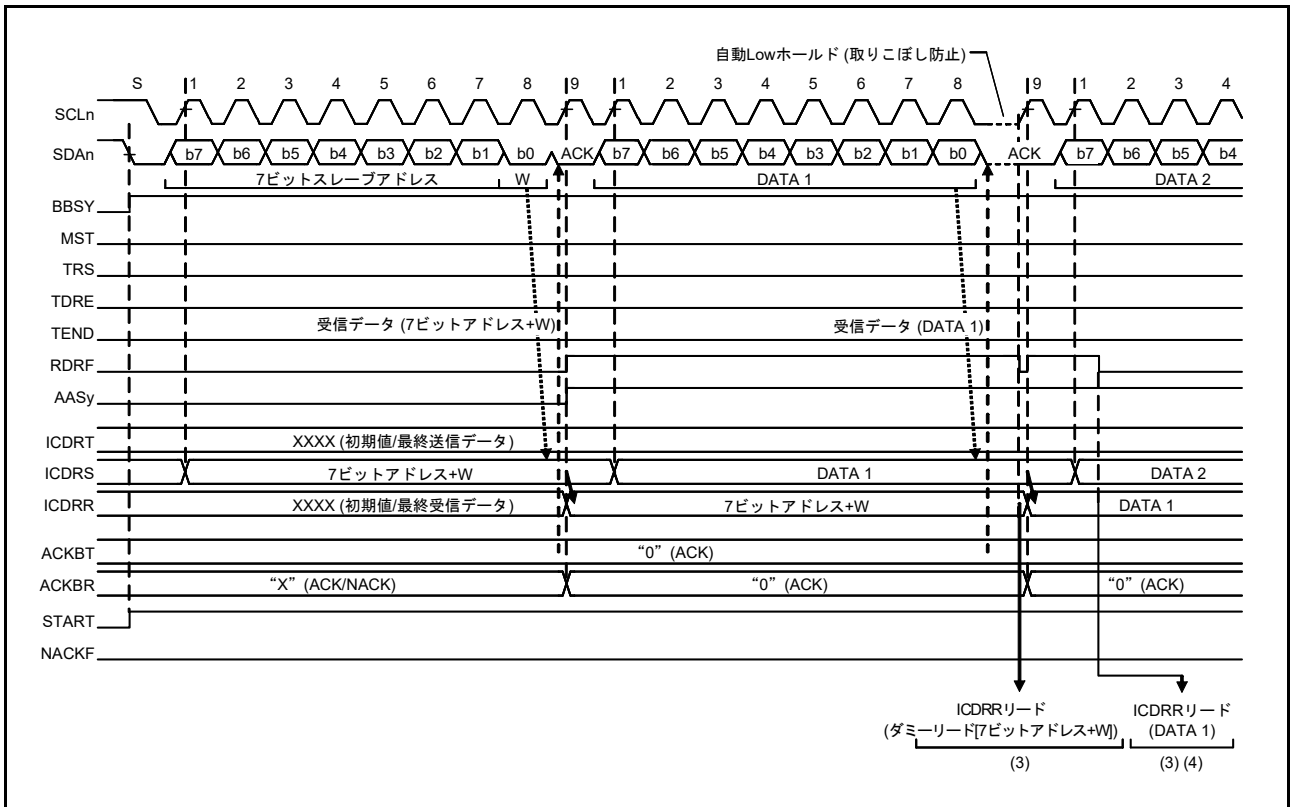 自動Lowホールド (取りこぼし防止)
S 1 2 3 4 5 6 7 8 9 1 2 3 4 5 6 7 8 9 1 2 3 4
SCLn
SDAn b7 b6 b5 b4 b3 b2 b1 b0 ACK b7 b6 b5 b4 b3 b2 b1 b0 ACK b7 b6 b5 b4
7ビットスレーブアドレス W DATA 1 DATA 2
BBSY
MST
TRS
TDRE
TEND 受信データ (7ビットアドレス+W) 受信データ (DATA 1)
RDRF
AASy
ICDRT XXXX (初期値/最終送信データ)
ICDRS 7ビットアドレス+W DATA 1 DATA 2
ICDRR XXXX (初期値/最終受信データ) 7ビットアドレス+W DATA 1
ACKBT “0” (ACK)
ACKBR “X” (ACK/NACK) “0” (ACK) “0” (ACK)
START
NACKF
ICDRRリード ICDRRリード
(ダミーリード[7ビットアドレス+W]) (DATA 1)
(3) (3) (4)